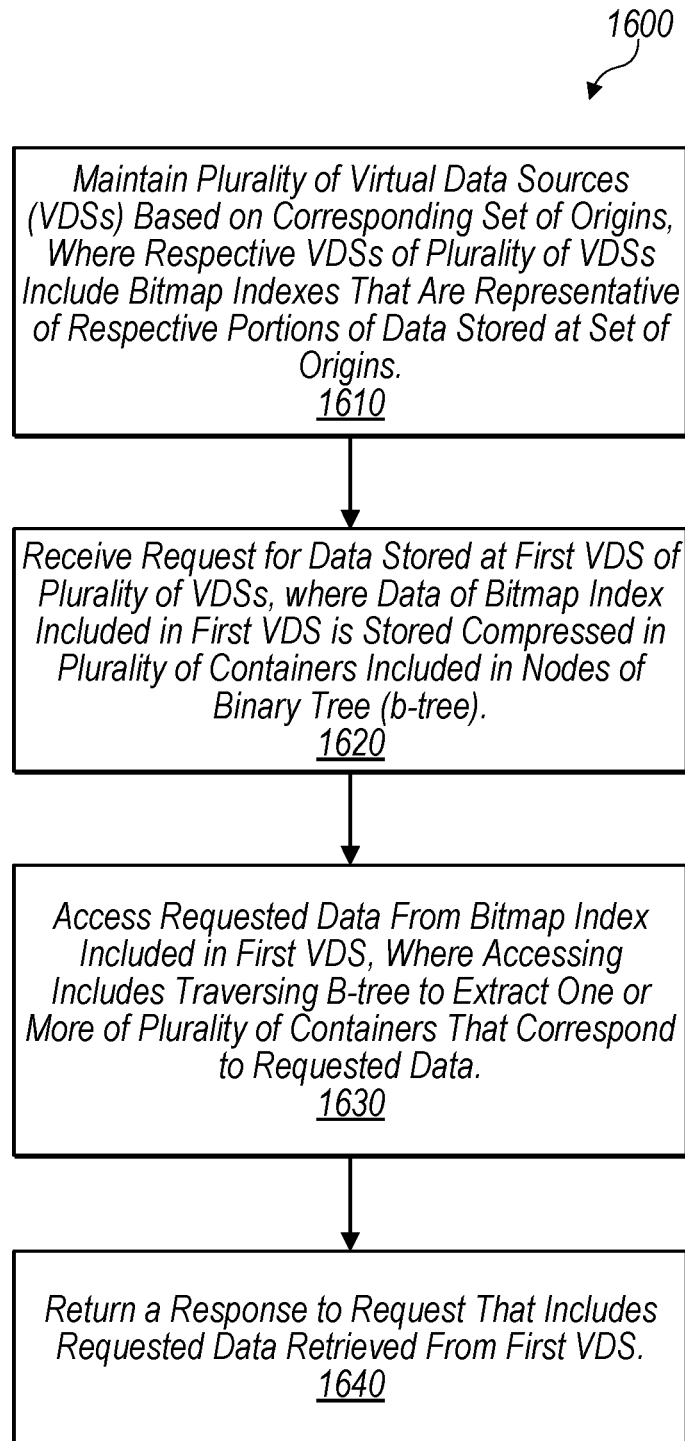 1600
Maintain Plurality of Virtual Data Sources
(VDSs) Based on Corresponding Set of Origins,
Where Respective VDSs of Plurality of VDSs
Include Bitmap Indexes That Are Representative
of Respective Portions of Data Stored at Set of
Origins.
1610
Receive Request for Data Stored at First VDS of
Plurality of VDSs, where Data of Bitmap Index
Included in First VDS is Stored Compressed in
Plurality of Containers Included in Nodes of
Binary Tree (b-tree).
1620
Access Requested Data From Bitmap Index
Included in First VDS, Where Accessing
Includes Traversing B-tree to Extract One or
More of Plurality of Containers That Correspond
to Requested Data.
1630
Return a Response to Request That Includes
Requested Data Retrieved From First VDS.
1640